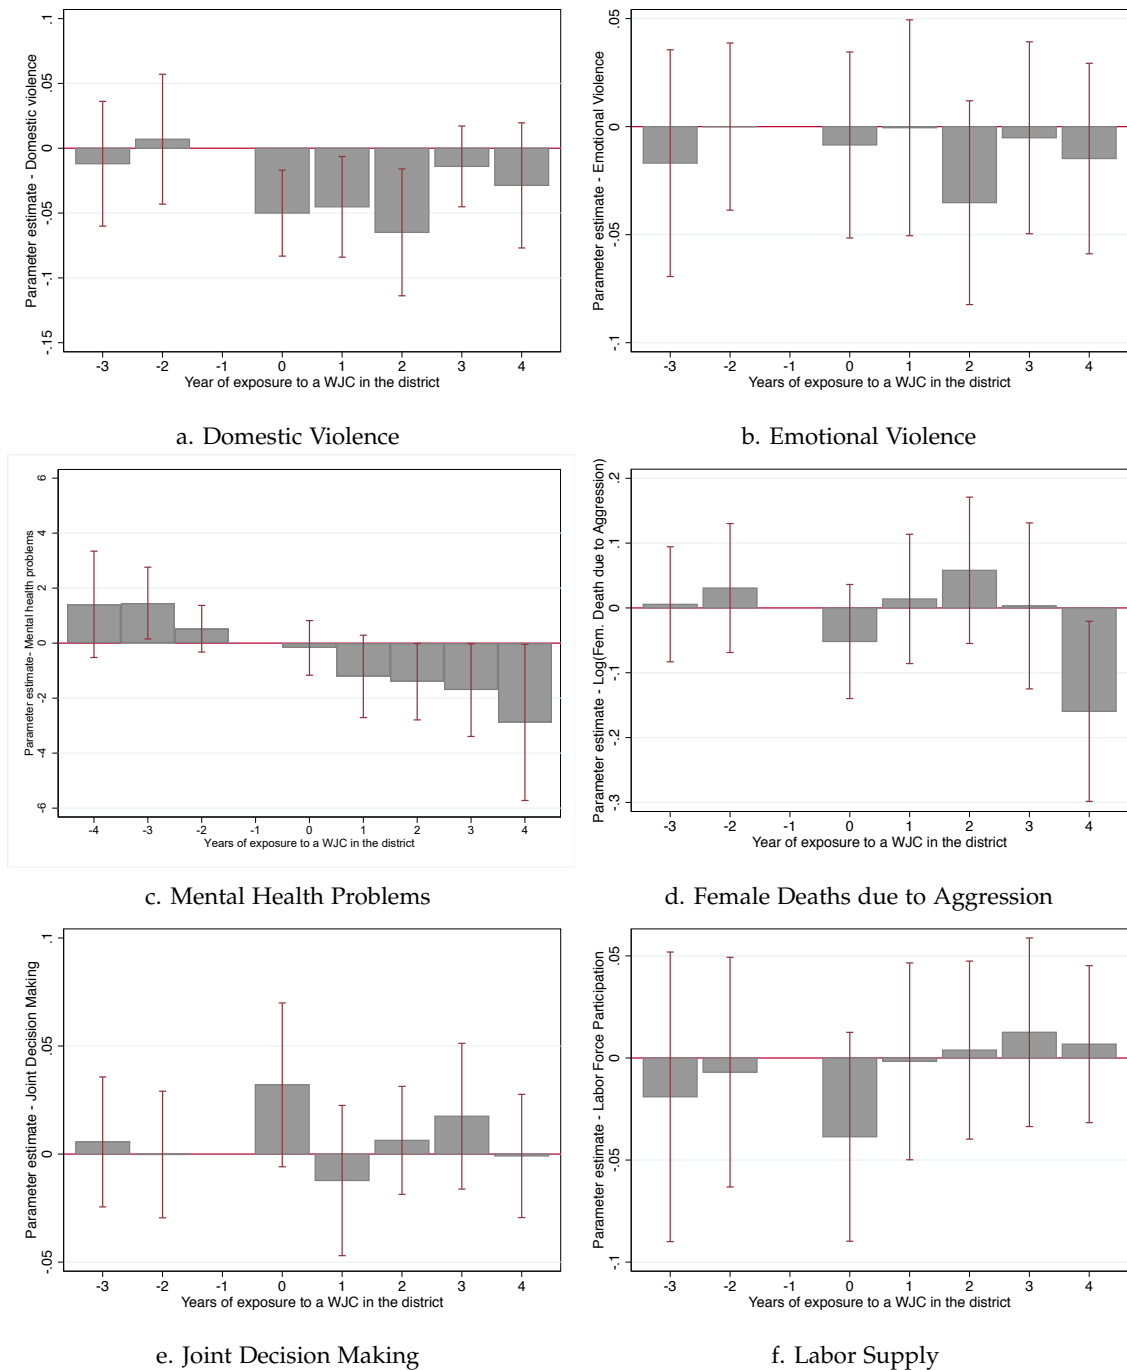 Parameter estimate - Domestic violence
.1
.05
0
-.05
-.1
-.15
-3 -2 -1 0 1 2 3 4
Year of exposure to a WJC in the district
a. Domestic Violence
Parameter estimate - Emotional Violence
.05
0
-.05
-.1
-3 -2 -1 0 1 2 3 4
Years of exposure to a WJC in the district
b. Emotional Violence
Parameter estimate- Mental health problems
6
4
2
0
-2
-4
-6
-4 -3 -2 -1 0 1 2 3 4
Years of exposure to a WJC in the district
c. Mental Health Problems
Parameter estimate - Log(Fem. Death due to Aggression)
.2
.1
0
-.1
-.2
-.3
-3 -2 -1 0 1 2 3 4
Year of exposure to a WJC in the district
d. Female Deaths due to Aggression
Parameter estimate - Joint Decision Making
.1
.05
0
-.05
-3 -2 -1 0 1 2 3 4
Years of exposure to a WJC in the district
e. Joint Decision Making
Parameter estimate - Labor Force Participation
.05
0
-.05
-.1
-3 -2 -1 0 1 2 3 4
Years of exposure to a WJC in the district
f. Labor Supply